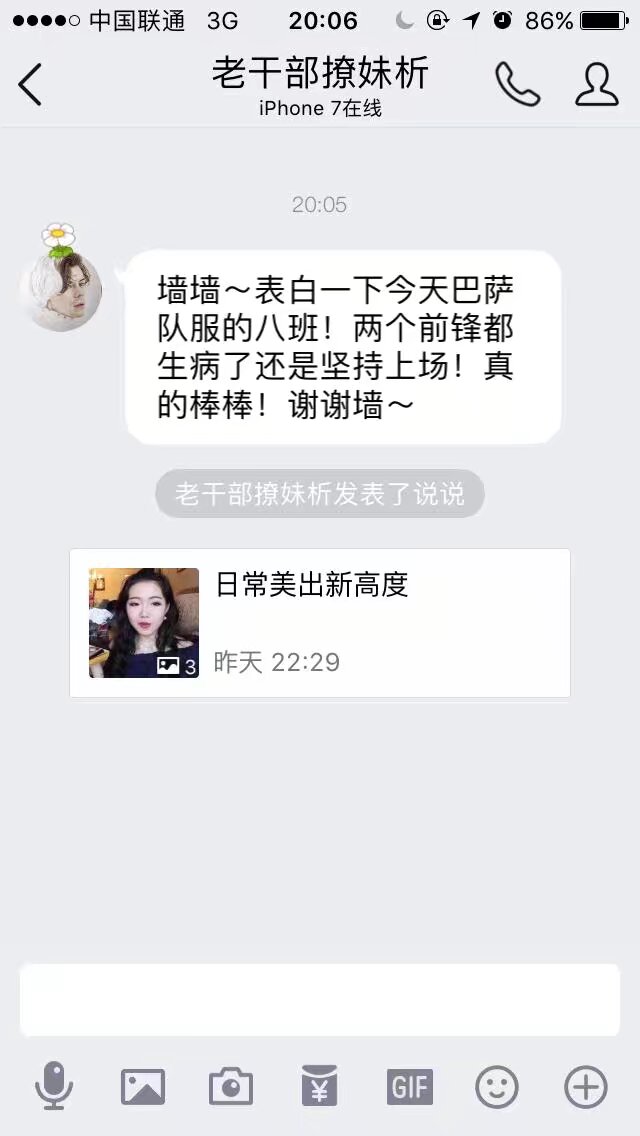 中国联通 3G 20:06 86%
老干部撩妹析
iPhone 7在线
20:05
墙墙～表白一下今天巴萨
队服的八班！两个前锋都
生病了还是坚持上场！真
的棒棒！谢谢墙～
老干部撩妹析发表了说说
日常美出新高度
3
昨天 22:29
¥
GIF